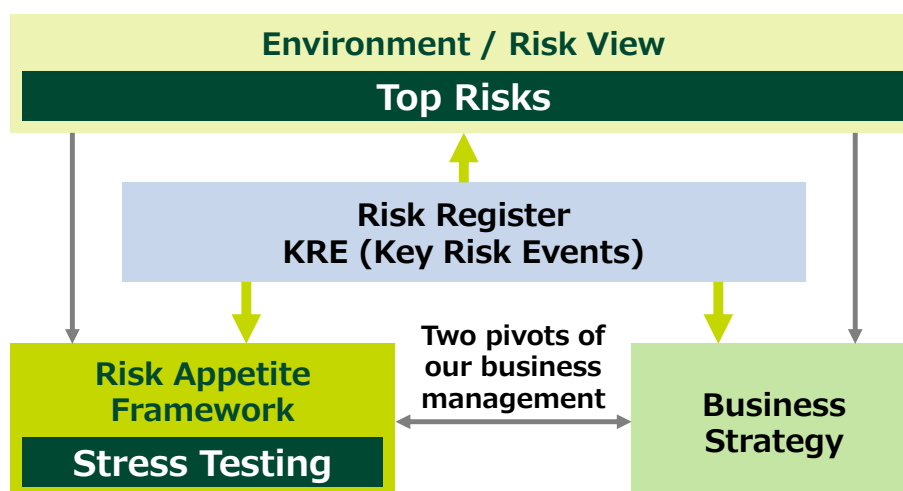 Environment / Risk View
Top Risks
Risk Register
KRE (Key Risk Events)
Two pivots of
our business
management
Risk Appetite
Framework
Stress Testing
Business
Strategy